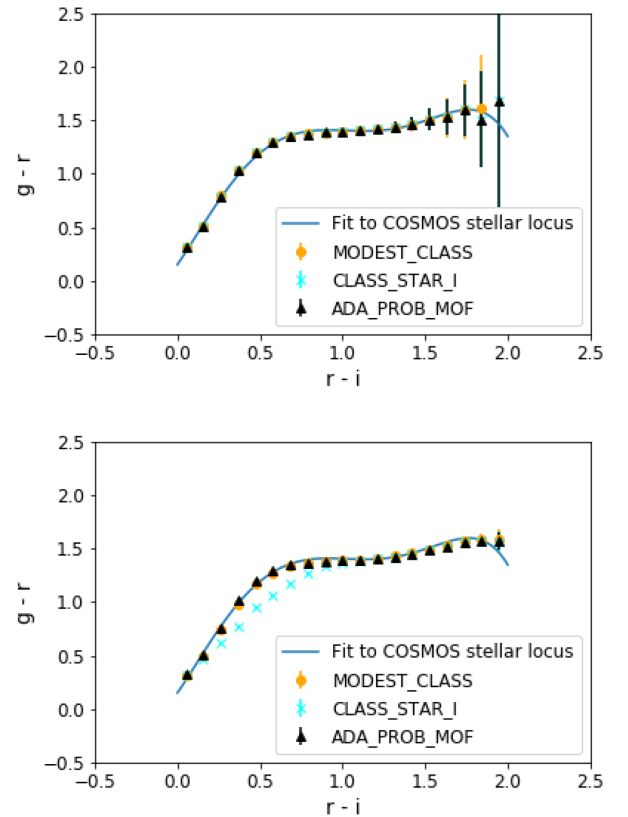 2.5
2.0
1.5
1.0
0.5
0.0
−0.5
g - r
Fit to COSMOS stellar locus
MODEST_CLASS
CLASS_STAR_I
ADA_PROB_MOF
−0.5 0.0 0.5 1.0 1.5 2.0 2.5
r - i
2.5
2.0
1.5
1.0
0.5
0.0
−0.5
g - r
Fit to COSMOS stellar locus
MODEST_CLASS
CLASS_STAR_I
ADA_PROB_MOF
−0.5 0.0 0.5 1.0 1.5 2.0 2.5
r - i